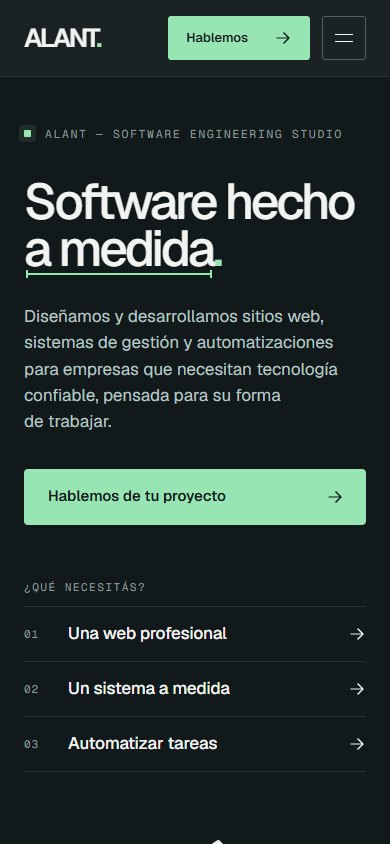 ALANT.
Hablemos
ALANT — SOFTWARE ENGINEERING STUDIO
Software hecho
a medida.
Diseñamos y desarrollamos sitios web,
sistemas de gestión y automatizaciones
para empresas que necesitan tecnología
confiable, pensada para su forma
de trabajar.
Hablemos de tu proyecto
¿QUÉ NECESITÁS?
01 Una web profesional
02 Un sistema a medida
03 Automatizar tareas